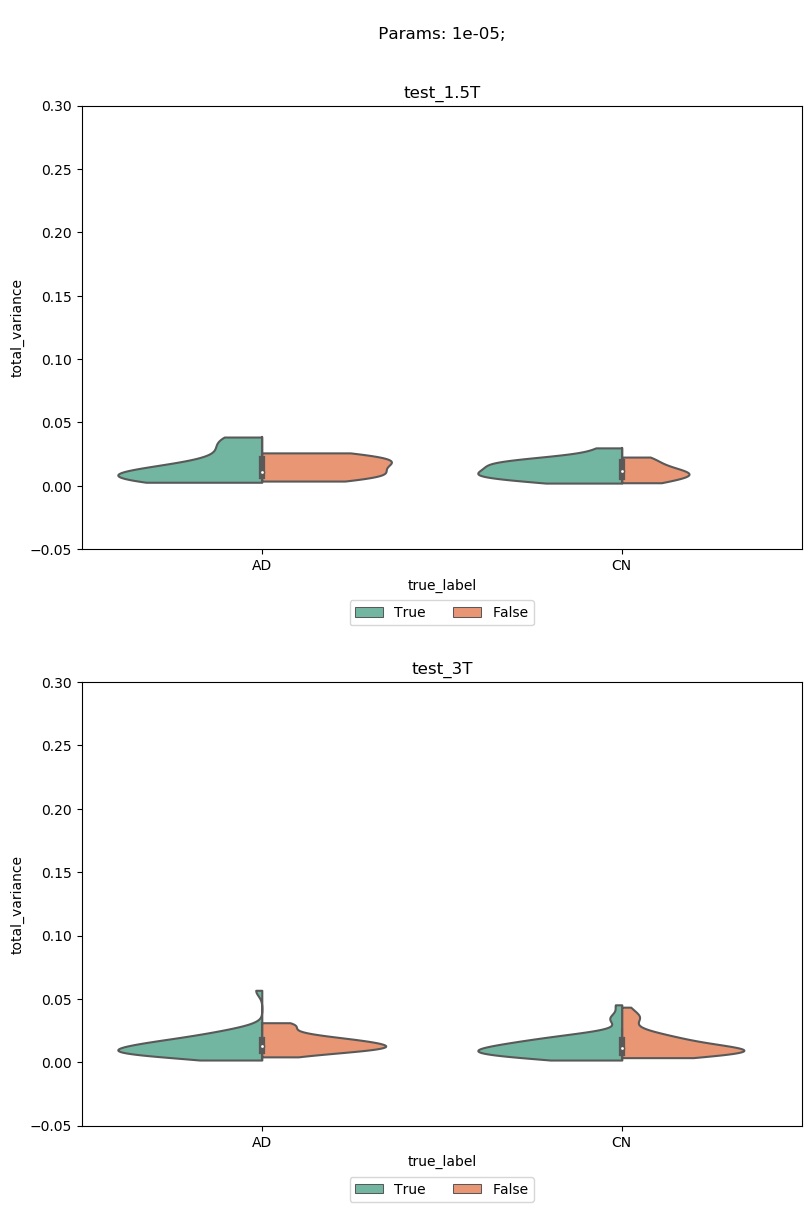 Params: 1e-05;
test_1.5T
0.30
0.25
0.20
0.15
0.10
0.05
0.00
−0.05
total_variance
AD CN
true_label
True False
test_3T
0.30
0.25
0.20
0.15
0.10
0.05
0.00
−0.05
total_variance
AD CN
true_label
True False